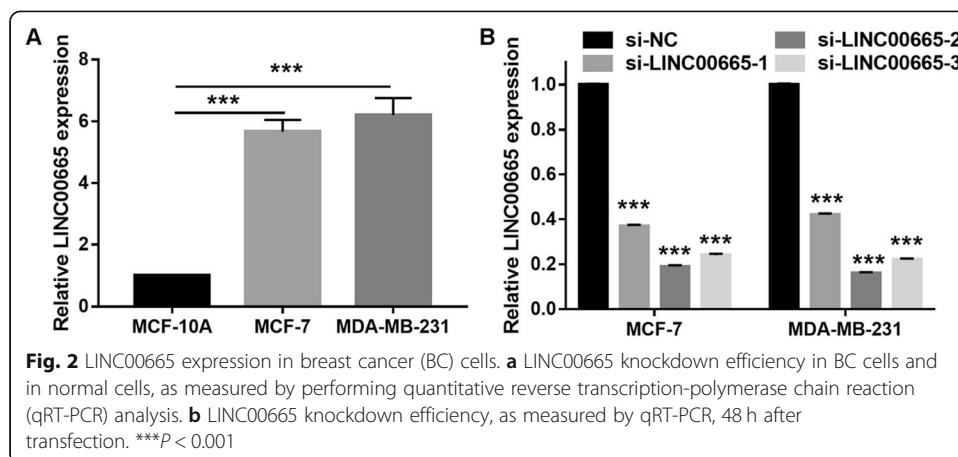 A
Relative LINC00665 expression
8
6
4
2
0
***
***
MCF-10A MCF-7 MDA-MB-231
B
si-NC si-LINC00665-2
si-LINC00665-1 si-LINC00665-3
Relative LINC00665 expression
1.0
0.8
0.6
0.4
0.2
0.0
*** *** ***
*** *** ***
MCF-7 MDA-MB-231
Fig. 2 LINC00665 expression in breast cancer (BC) cells. a LINC00665 knockdown efficiency in BC cells and
in normal cells, as measured by performing quantitative reverse transcription-polymerase chain reaction
(qRT-PCR) analysis. b LINC00665 knockdown efficiency, as measured by qRT-PCR, 48 h after
transfection. ***P < 0.001